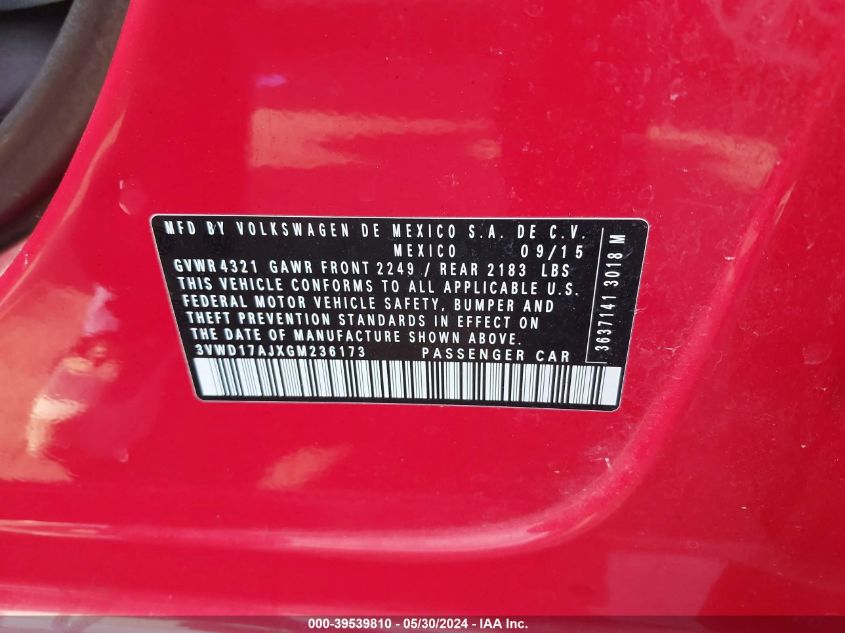 MFD BY VOLKSWAGEN DE MEXICO S.A. DE C.V.
MEXICO 09/15
GVWR 4321 GAWR FRONT 2249 / REAR 2183 LBS
THIS VEHICLE CONFORMS TO ALL APPLICABLE U.S.
FEDERAL MOTOR VEHICLE SAFETY, BUMPER AND
THEFT PREVENTION STANDARDS IN EFFECT ON
THE DATE OF MANUFACTURE SHOWN ABOVE.
3VWD17AJXGM236173 PASSENGER CAR
3637141 3018 M
000-39539810 / 05/30/2024 - IAA Inc.